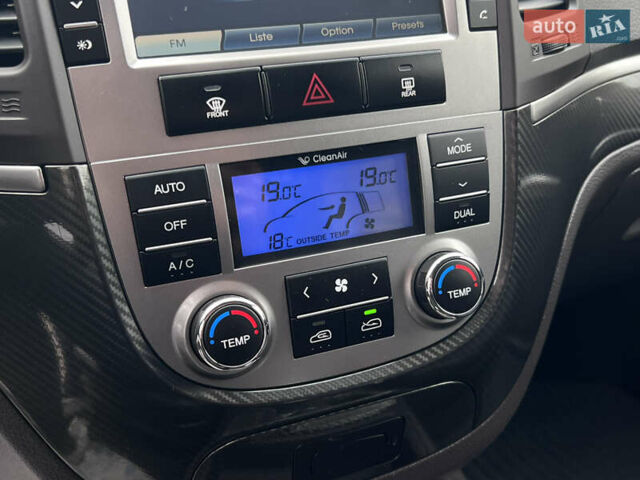 FM
Liste
Option
Presets
auto RIA
.com
FRONT
REAR
CleanAir
AUTO
OFF
A / C
19.0°C 19.0°C
18°C OUTSIDE TEMP
MODE
DUAL
TEMP
TEMP